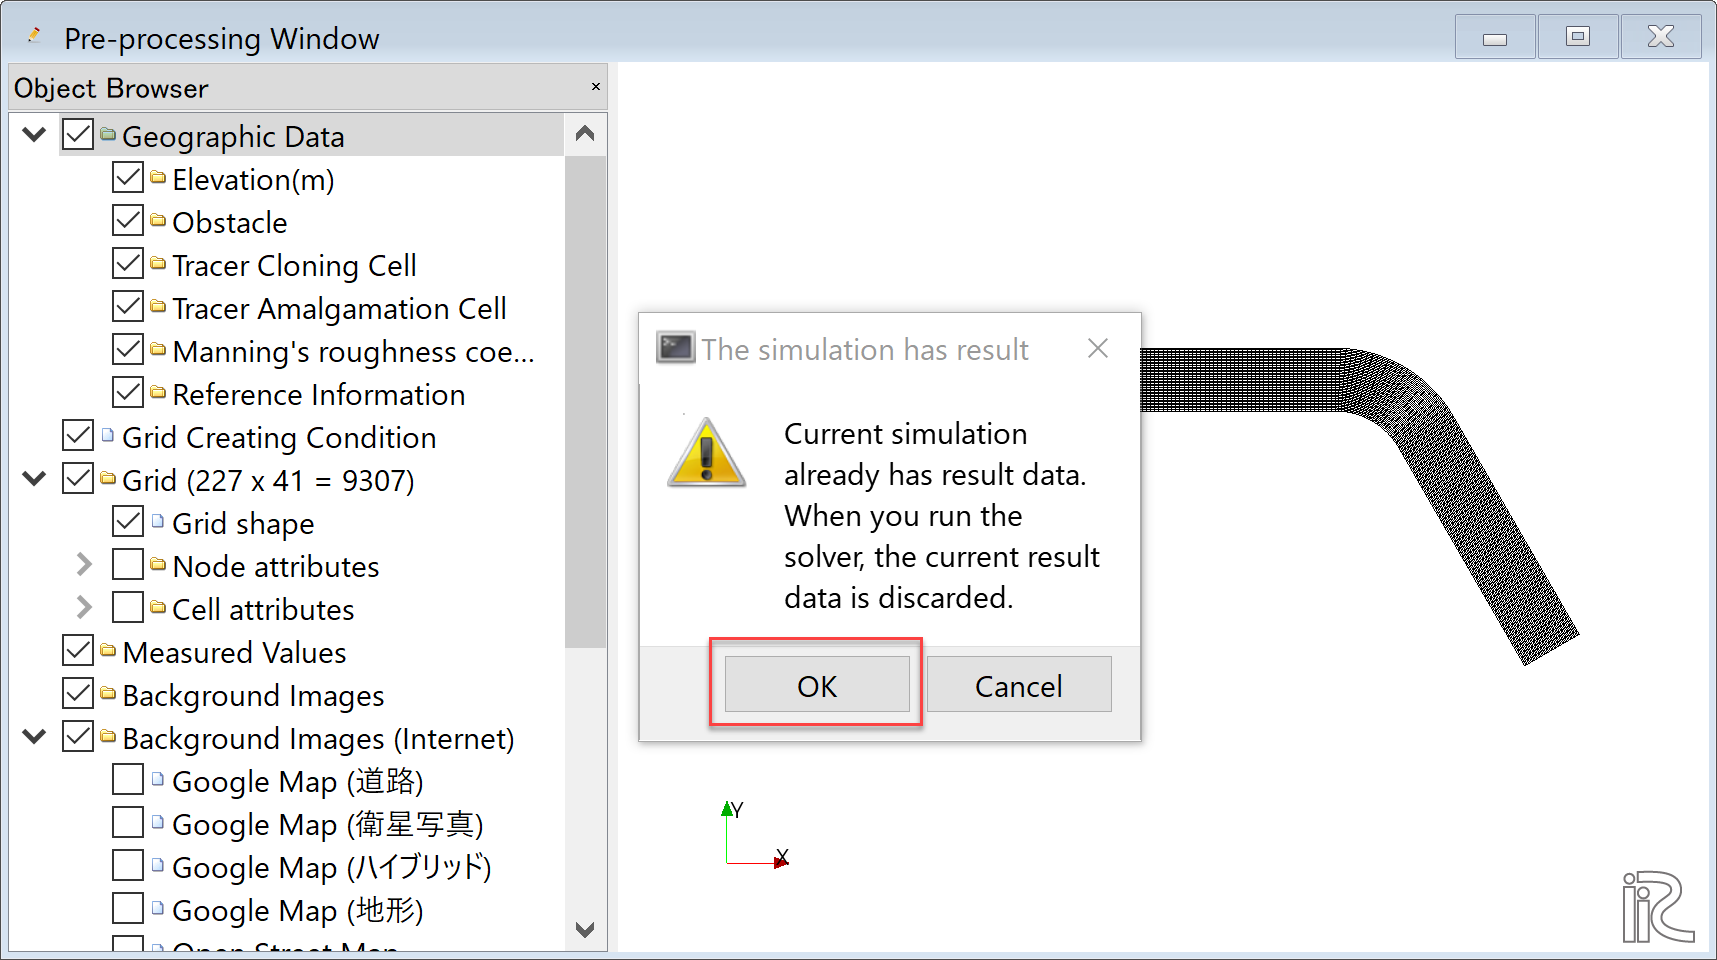 Pre-processing Window
Object Browser
Geographic Data
Elevation(m)
Obstacle
Tracer Cloning Cell
Tracer Amalgamation Cell
Manning's roughness coe...
Reference Information
Grid Creating Condition
Grid (227 x 41 = 9307)
Grid shape
Node attributes
Cell attributes
Measured Values
Background Images
Background Images (Internet)
Google Map (道路)
Google Map (衛星写真)
Google Map (ハイブリッド)
Google Map (地形)
Open Street Map
The simulation has result
Current simulation
already has result data.
When you run the
solver, the current result
data is discarded.
OK
Cancel
Y
X
iRIC